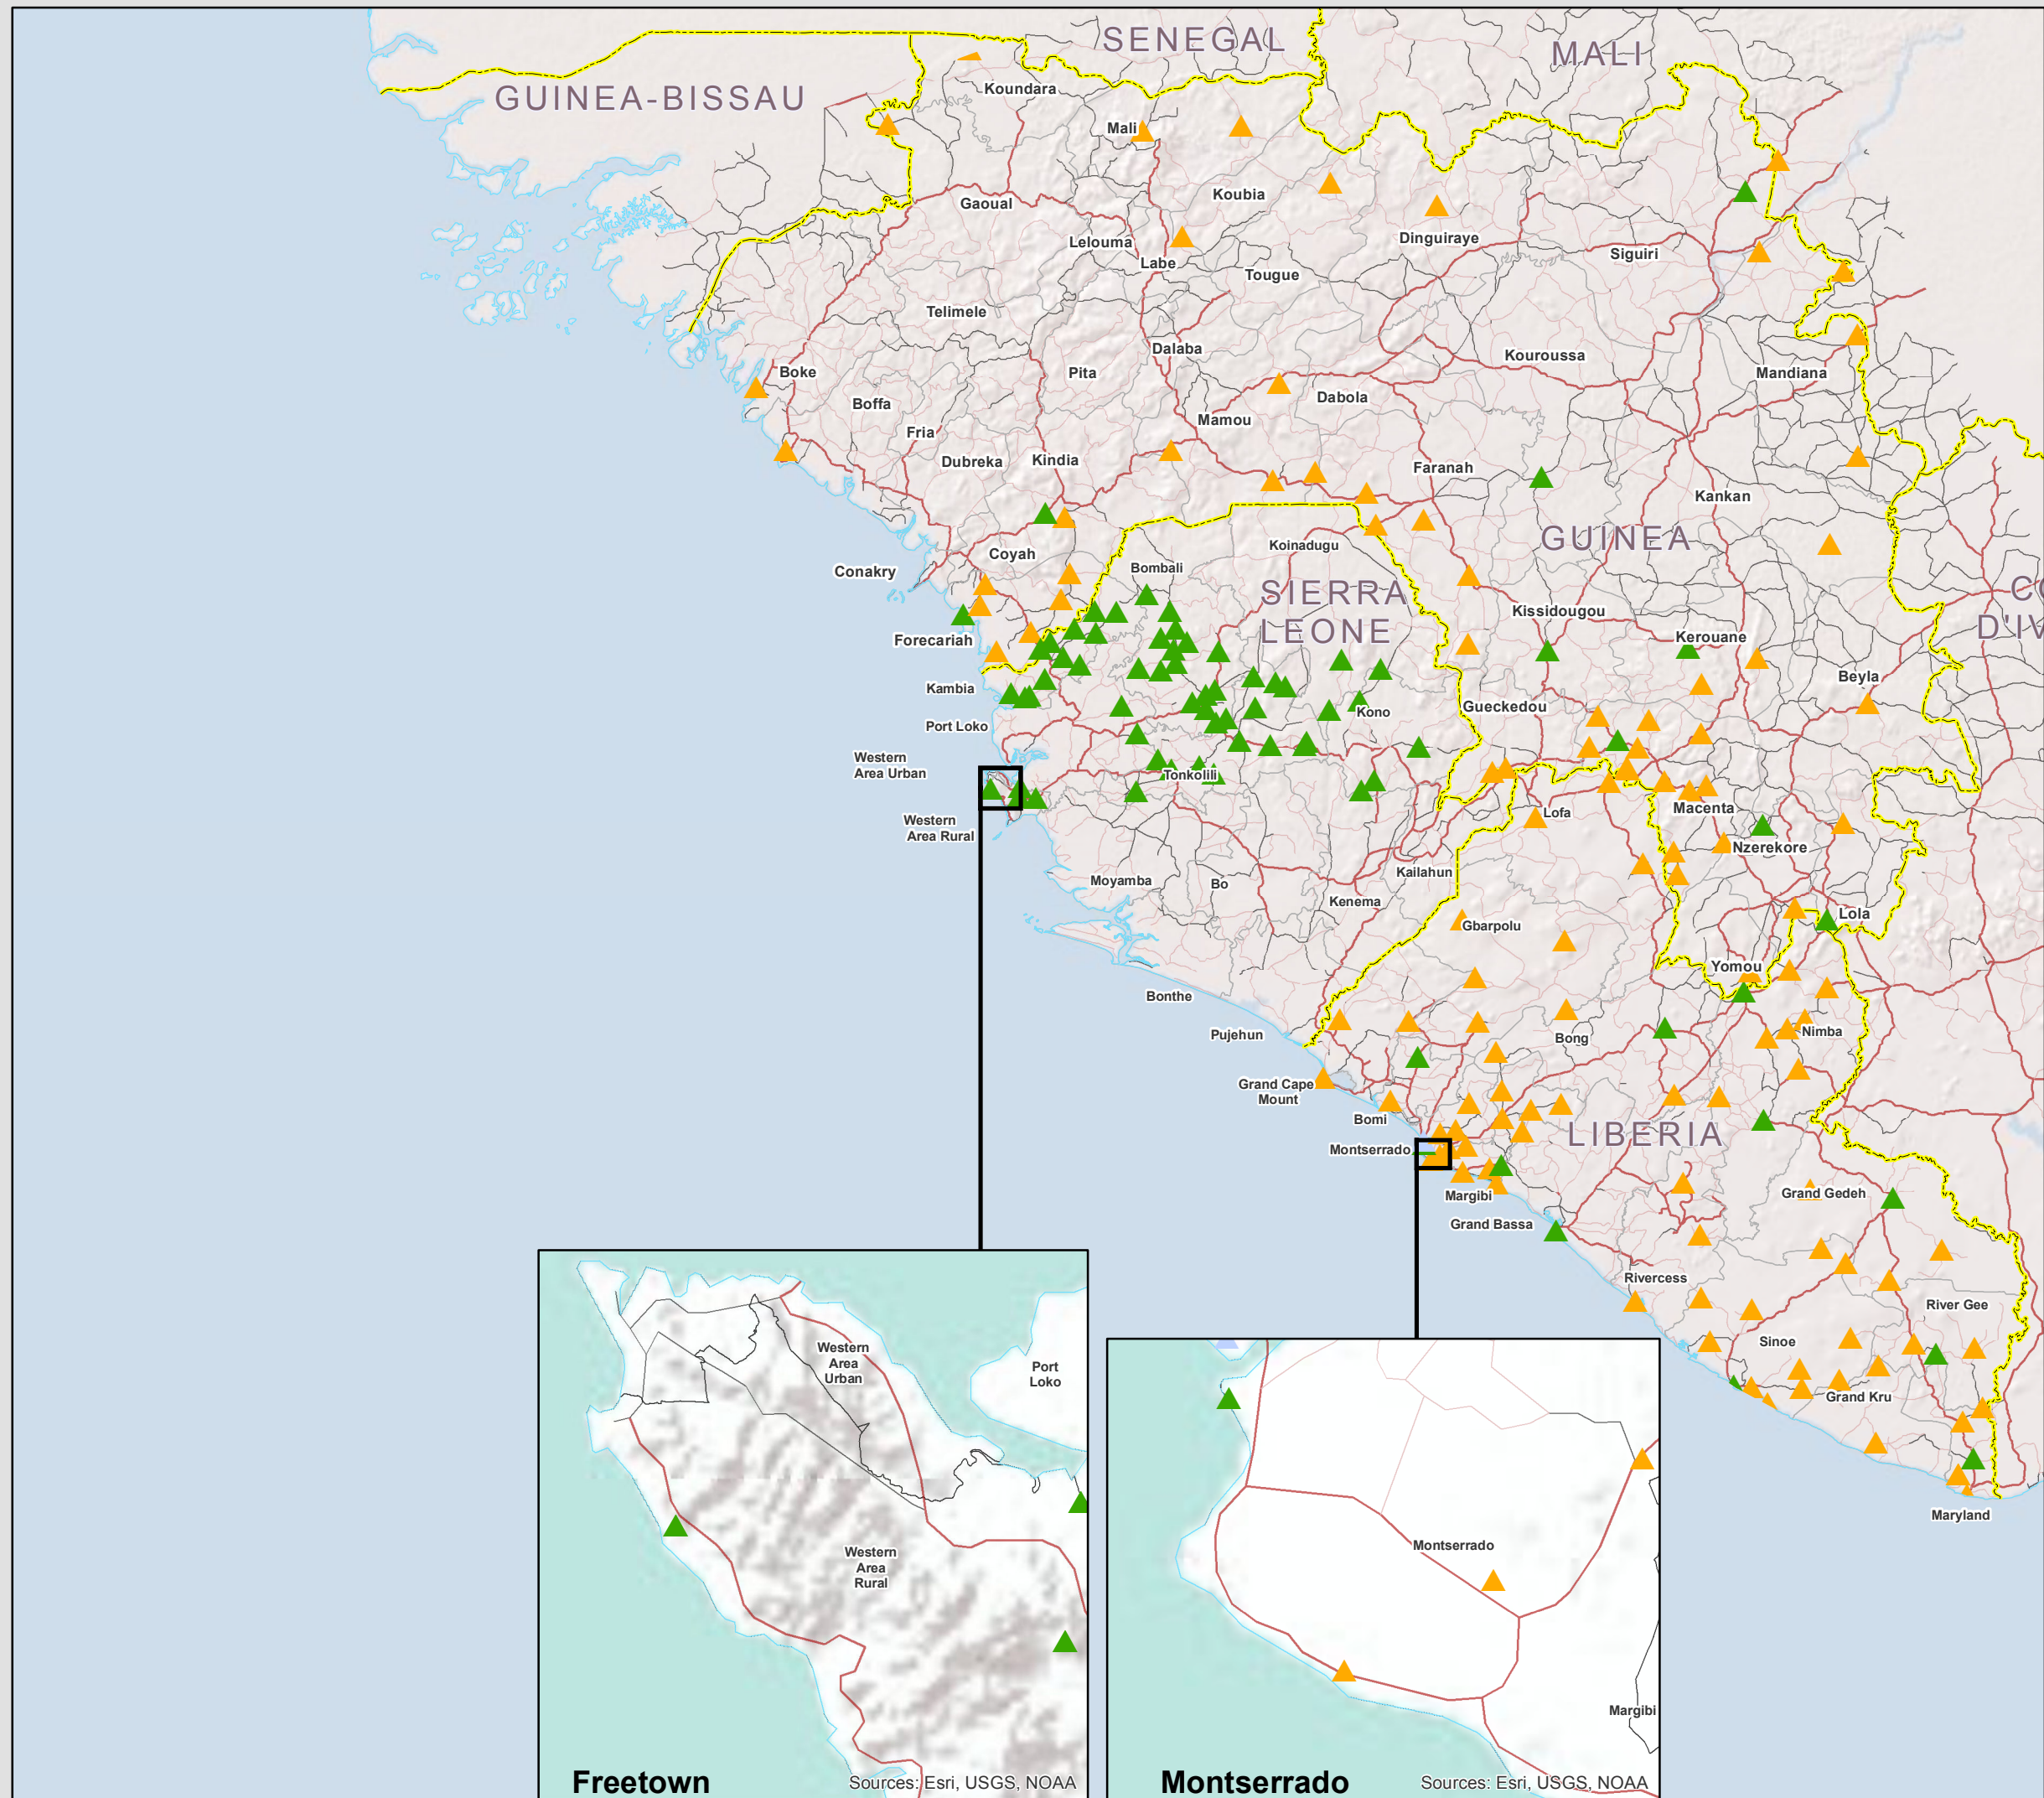 SENEGAL
MALI
GUINEA-BISSAU
Koundara
Mali
Koubia
Gaoual
Dinguiraye
Lelouma
Siguiri
Labe
Tougue
Telimele
Dalaba
Kouroussa
Boke
Pita
Mandiana
Boffa
Dabola
Mamou
Fria
Dubreka
Kindia
Faranah
Kankan
GUINEA
Koinadugu
Coyah
Conakry
Bombali
SIERRA
LEONE
CO
D'IV
Kissidougou
Forecariah
Kerouane
Beyla
Kambia
Gueckedou
Kono
Port Loko
Western
Area Urban
Tonkolili
Macenta
Lofa
Western
Area Rural
Nzerekore
Kailahun
Moyamba
Bo
Kenema
Lola
Gbarpolu
Yomou
Bonthe
Nimba
Pujehun
Bong
Grand Cape
Mount
Bomi
LIBERIA
Montserrado
Margibi
Grand Gedeh
Grand Bassa
Rivercess
River Gee
Sinoe
Grand Kru
Maryland
Western
Area
Urban
Port
Loko
Western
Area
Rural
Freetown
Sources: Esri, USGS, NOAA
Montserrado
Margibi
Montserrado
Sources: Esri, USGS, NOAA